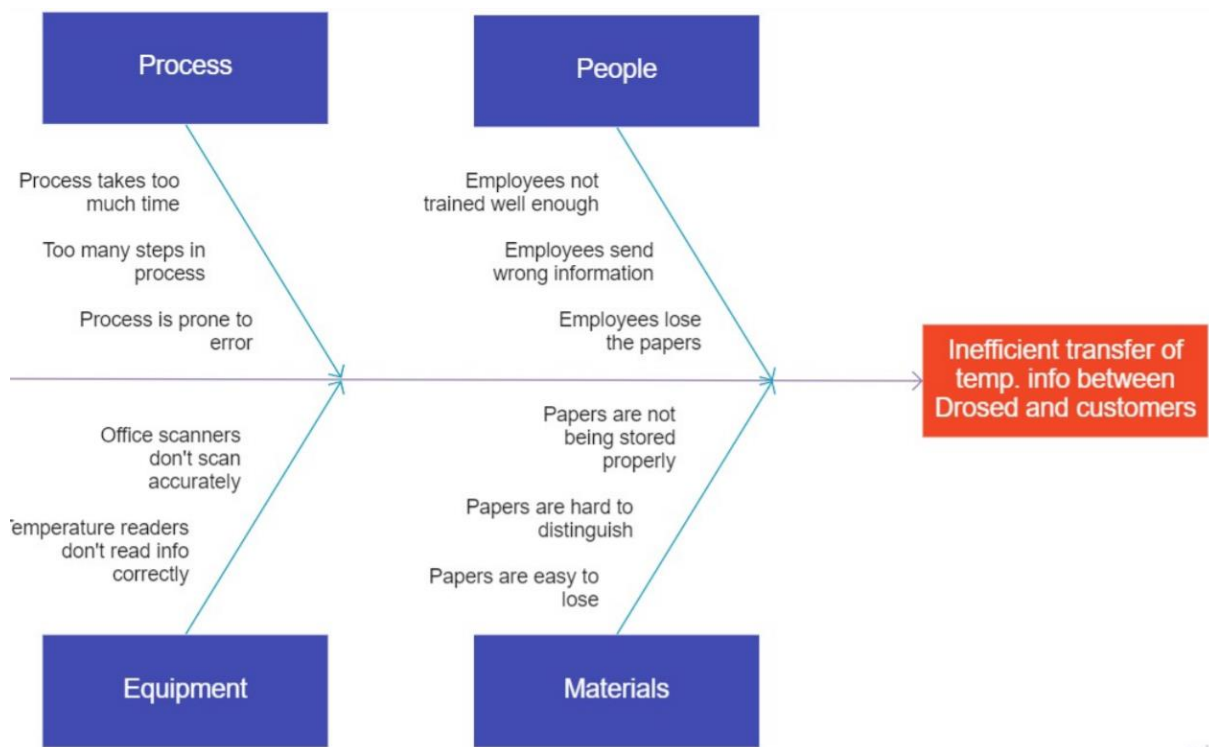 Process
People
Process takes too
much time
Too many steps in
process
Process is prone to
error
Employees not
trained well enough
Employees send
wrong information
Employees lose
the papers
Inefficient transfer of
temp. info between
Drosed and customers
Office scanners
don't scan
accurately
Temperature readers
don't read info
correctly
Papers are not
being stored
properly
Papers are hard to
distinguish
Papers are easy to
lose
Equipment
Materials